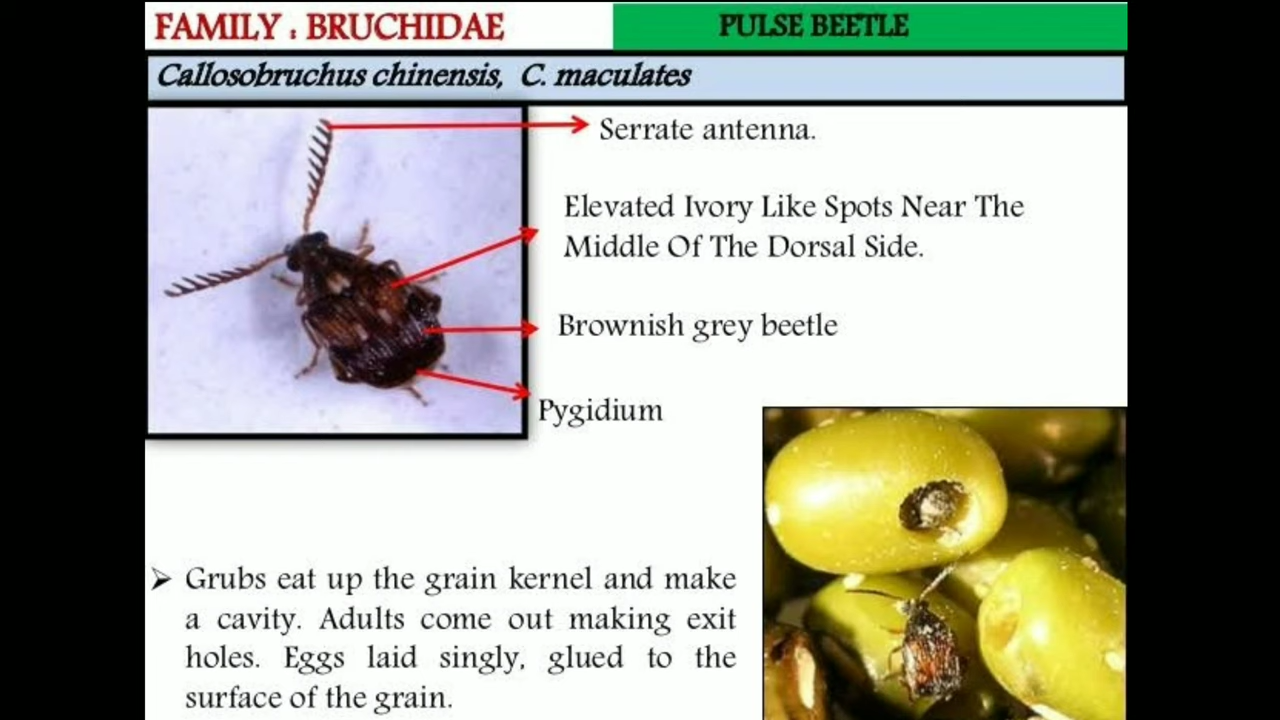 FAMILY : BRUCHIDAE
PULSE BEETLE
Callosobruchus chinensis, C. maculates
Serrate antenna.
Elevated Ivory Like Spots Near The
Middle Of The Dorsal Side.
Brownish grey beetle
Pygidium
➤ Grubs eat up the grain kernel and make
a cavity. Adults come out making exit
holes. Eggs laid singly, glued to the
surface of the grain.